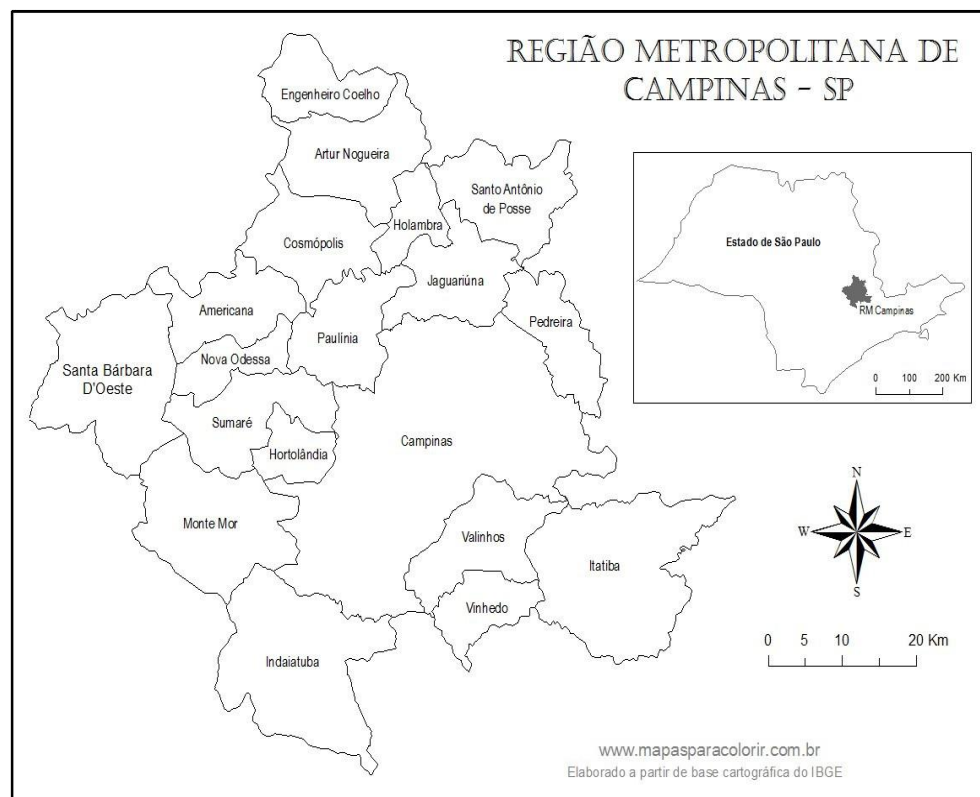 REGIÃO METROPOLITANA DE
CAMPINAS - SP
Engenheiro Coelho
Artur Nogueira
Santo Antônio
de Posse
Holambra
Cosmópolis
Jaguariúna
Americana
Paulínia
Pedreira
Nova Odessa
Santa Bárbara
D'Oeste
Sumaré
Hortolândia
Campinas
Monte Mor
Valinhos
Itatiba
Vinhedo
Indaiatuba
Estado de São Paulo
RM Campinas
0 100 200 Km
N
W E
S
0 5 10 20 Km
www.mapasparacolorir.com.br
Elaborado a partir de base cartográfica do IBGE